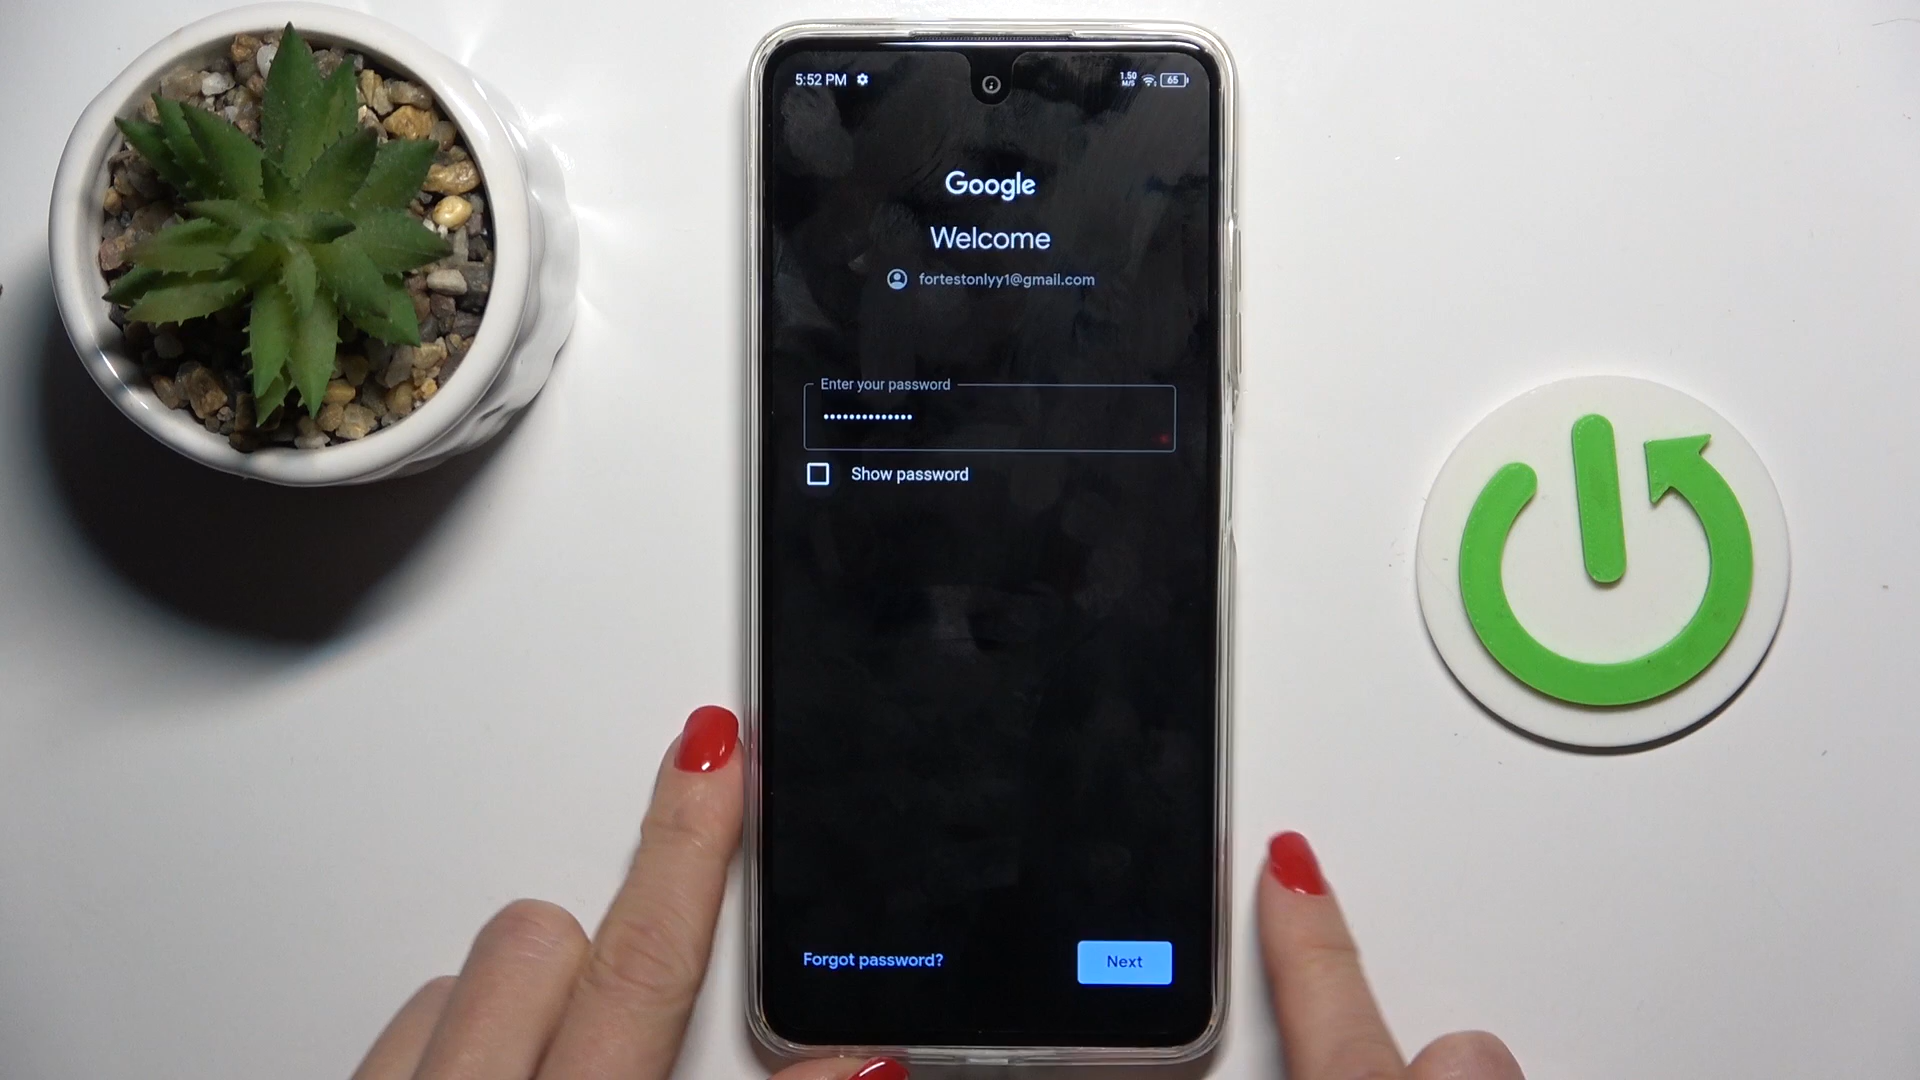 5:52 PM
1.50
M/S
65
Google
Welcome
fortestonlyy1@gmail.com
Enter your password
••••••••••••••
Show password
Forgot password?
Next